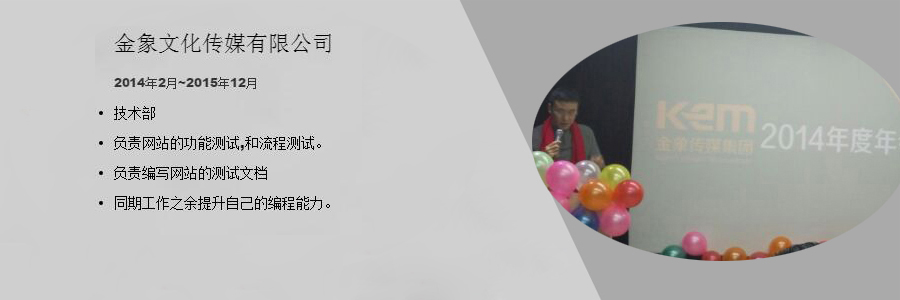 金象文化传媒有限公司
2014年2月~2015年12月
• 技术部
• 负责网站的功能测试,和流程测试。
• 负责编写网站的测试文档
• 同期工作之余提升自己的编程能力。
金象传媒集团
2014年度年